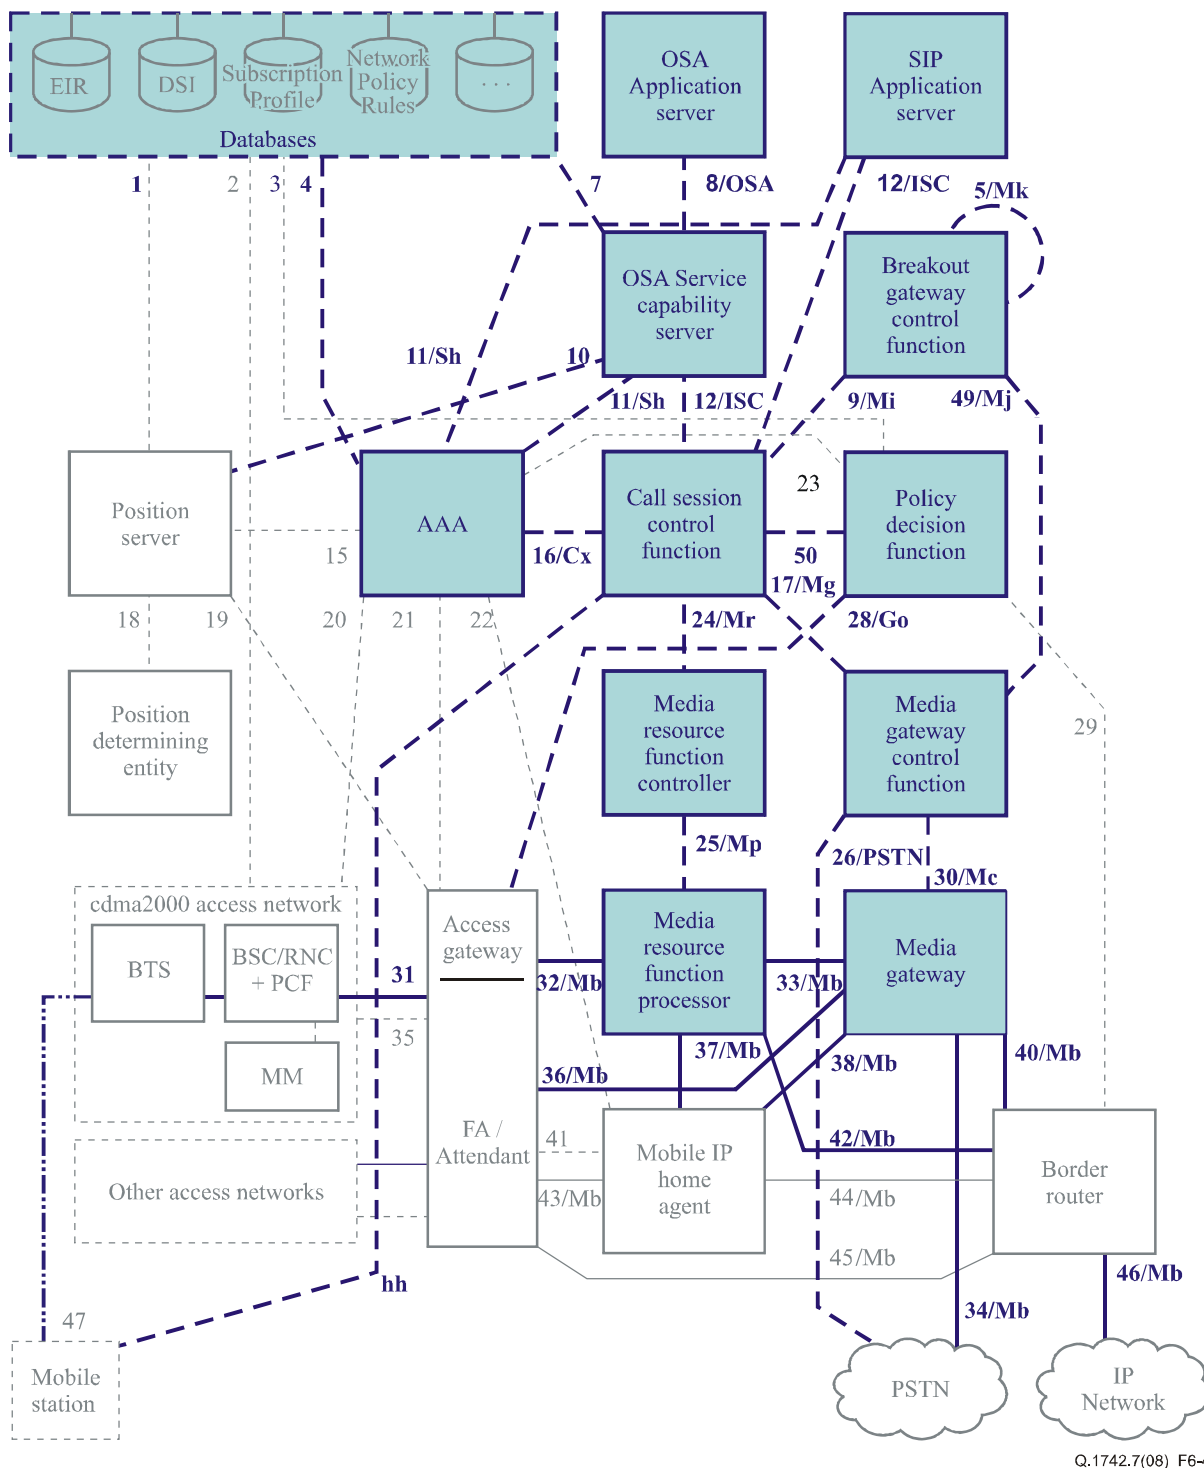 EIR
DSI
Subscription
Profile
Network
Policy
Rules
. . .
Databases
OSA
Application
server
SIP
Application
server
1
2
3
4
7
8/OSA
12/ISC
5/Mk
OSA Service
capability
server
Breakout
gateway
control
function
11/Sh
10
11/Sh
12/ISC
9/Mi
49/Mj
Position
server
AAA
Call session
control
function
23
Policy
decision
function
15
16/Cx
50
17/Mg
18
19
20
21
22
24/Mr
28/Go
Position
determining
entity
Media
resource
function
controller
Media
gateway
control
function
29
25/Mp
26/PSTN
30/Mc
cdma2000 access network
BTS
BSC/RNC
+ PCF
MM
31
35
Access
gateway
32/Mb
Media
resource
function
processor
33/Mb
Media
gateway
37/Mb
38/Mb
40/Mb
36/Mb
FA /
Attendant
41
43/Mb
Mobile IP
home
agent
42/Mb
44/Mb
45/Mb
Border
router
Other access networks
hh
46/Mb
34/Mb
47
Mobile
station
PSTN
IP
Network
Q.1742.7(08) F6-